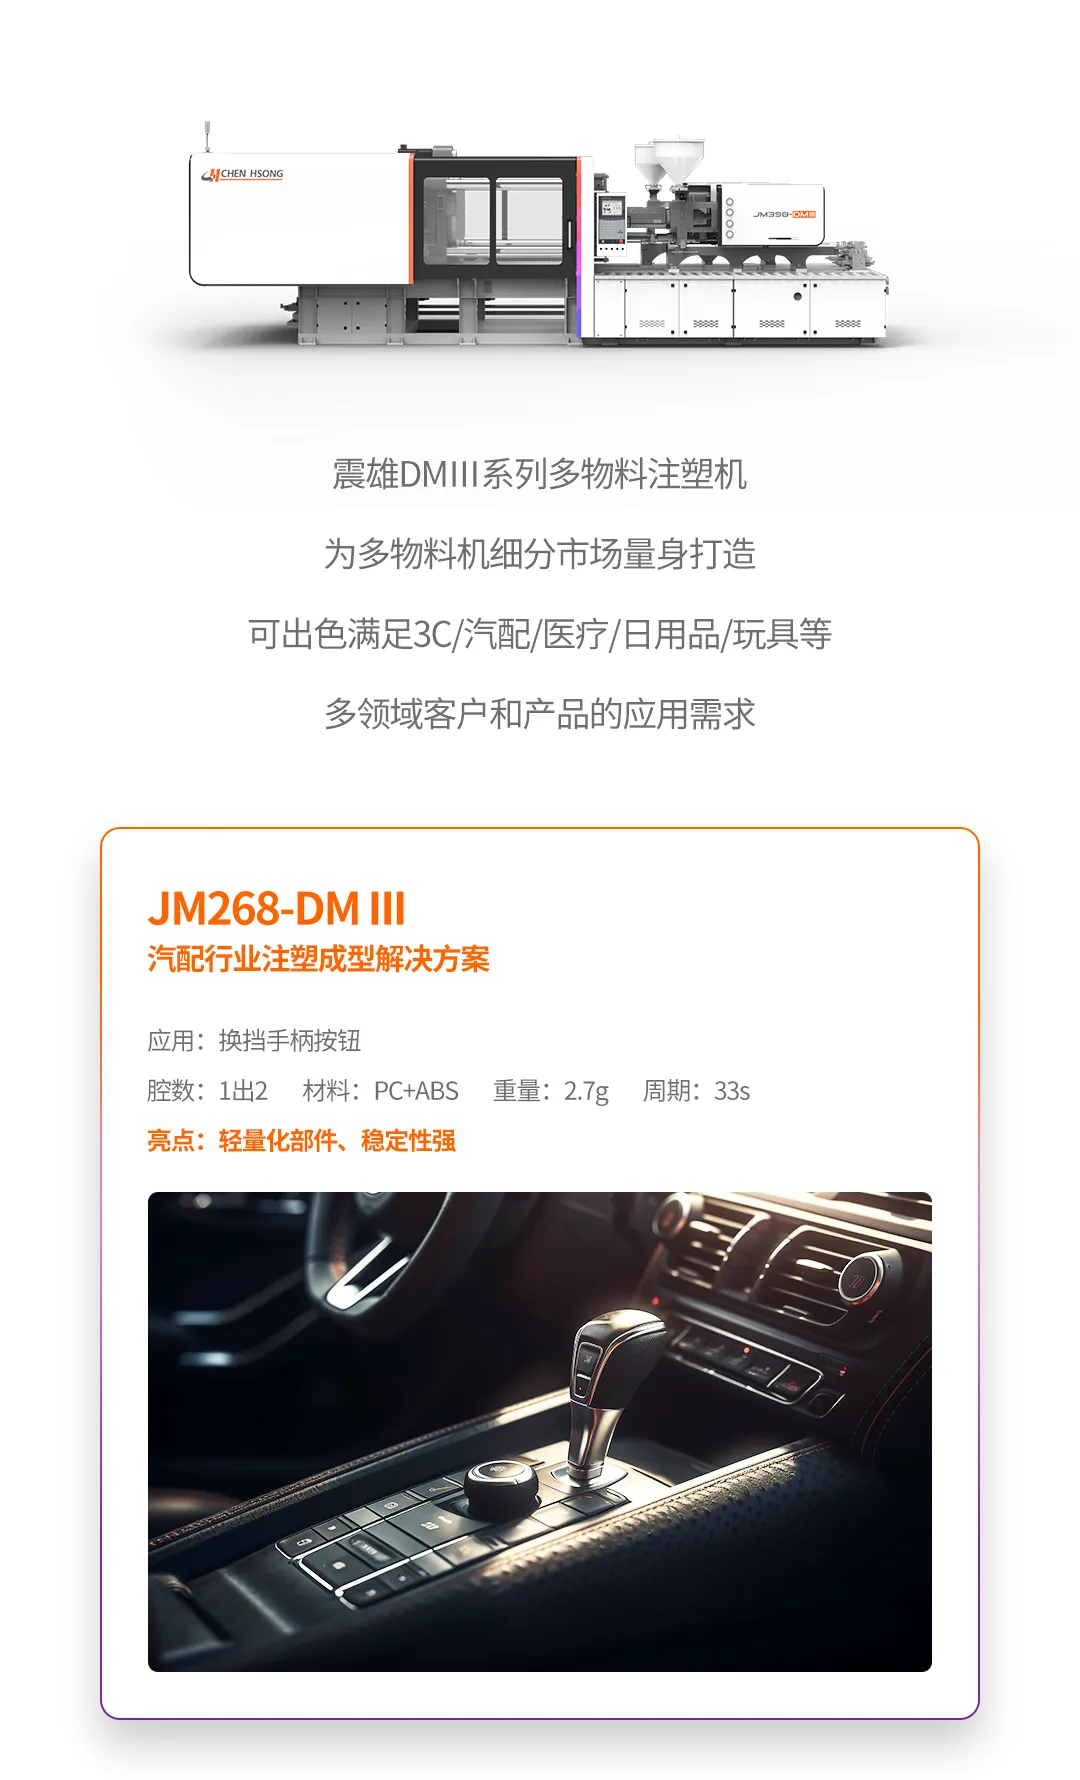 CHEN HSONG
JM398-DMIII
震雄DMIII系列多物料注塑机
为多物料机细分市场量身打造
可出色满足3C/汽配/医疗/日用品/玩具等
多领域客户和产品的应用需求
JM268-DM III
汽配行业注塑成型解决方案
应用：换挡手柄按钮
腔数：1出2 材料：PC+ABS 重量：2.7g 周期：33s
亮点：轻量化部件、稳定性强